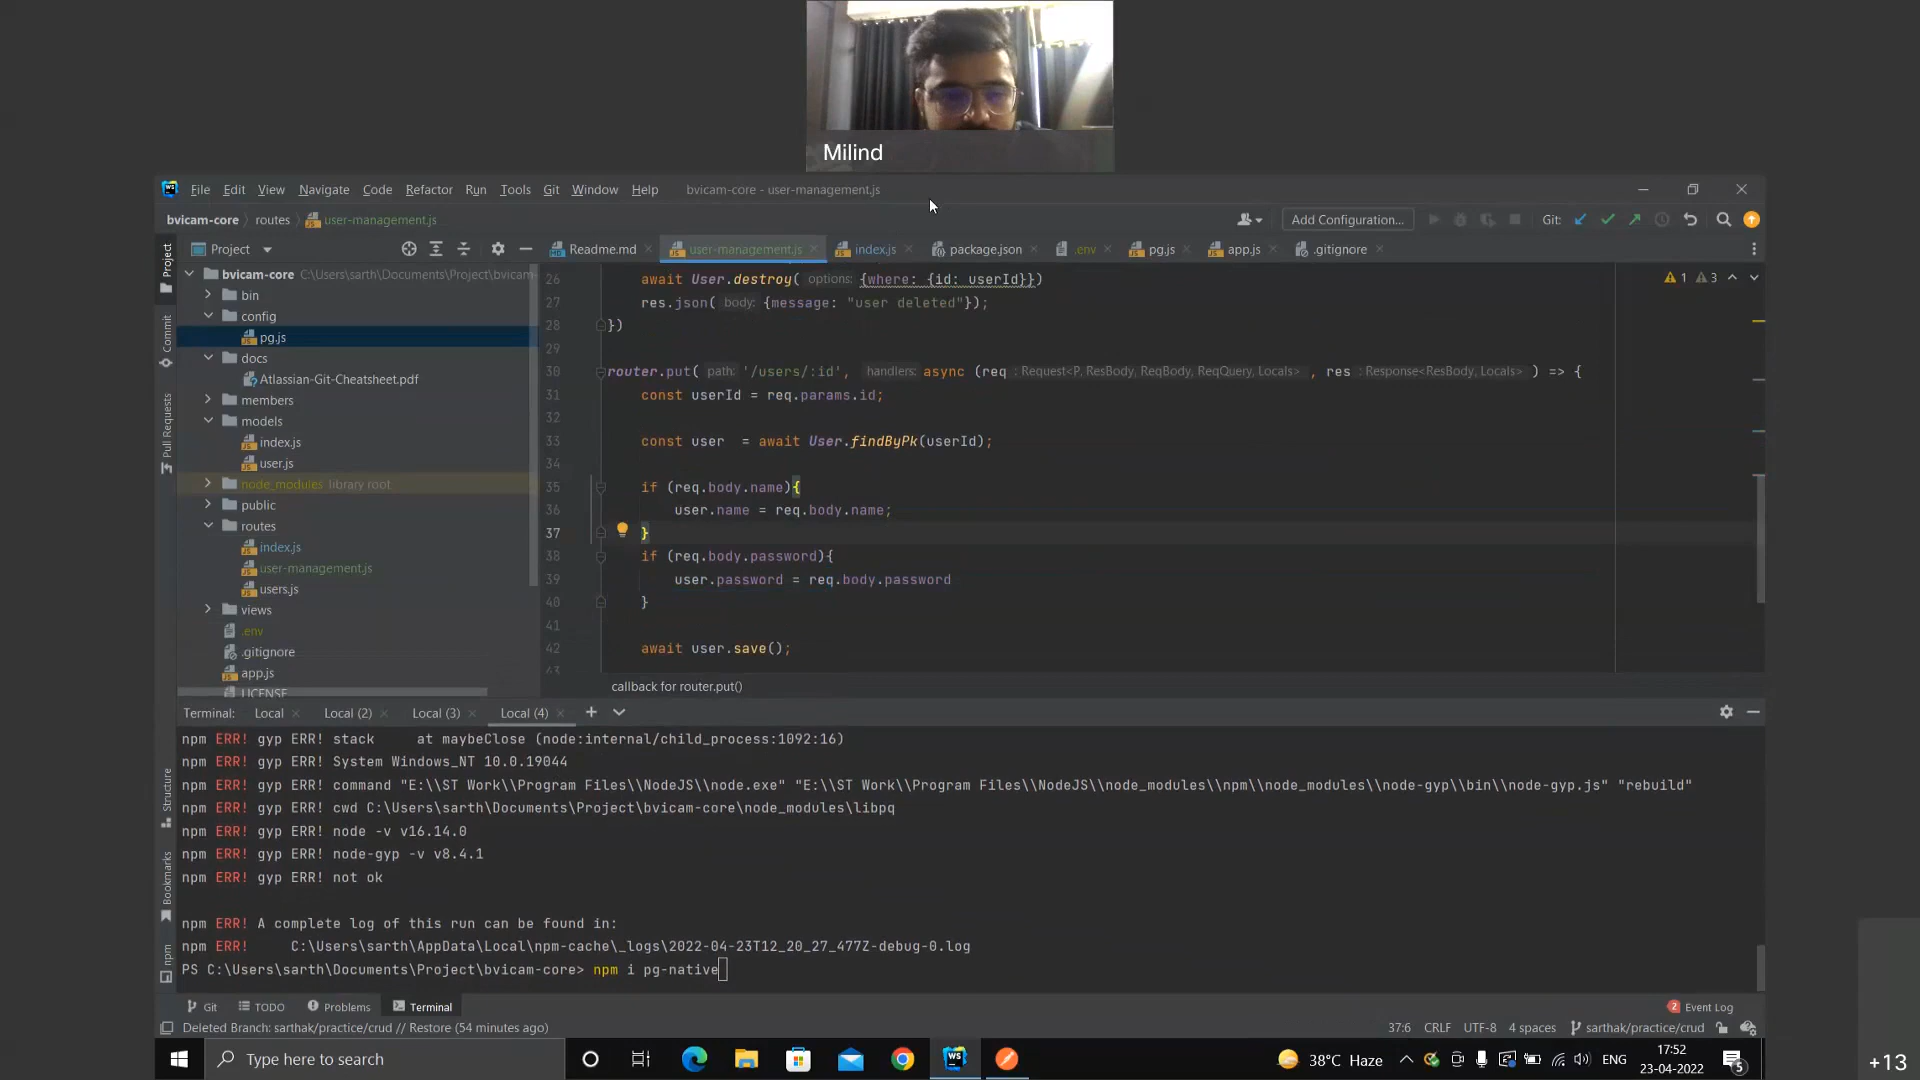 Milind
File Edit View Navigate Code Refactor Run Tools Git Window Help bvicam-core - user-management.js
bvicam-core routes user-management.js Add Configuration... Git:
Project Readme.md user-management.js index.js package.json .env pg.js app.js .gitignore
bvicam-core C:\Users\sarth\Documents\Project\bvicam-
bin
config
pg.js
docs
Atlassian-Git-Cheatsheet.pdf
members
models
index.js
user.js
node_modules library root
public
routes
index.js
user-management.js
users.js
views
.env
.gitignore
app.js
LICENSE
Project
Commit
Pull Requests
Structure
Bookmarks
npm
1 3
26 await User.destroy( options: {where: {id: userId}})
27 res.json( body: {message: "user deleted"});
28 })
29
30 router.put( path: '/users/:id', handlers: async (req : Request<P, ResBody, ReqBody, ReqQuery, Locals> , res : Response<ResBody, Locals> ) => {
31 const userId = req.params.id;
32
33 const user = await User.findByPk(userId);
34
35 if (req.body.name){
36 user.name = req.body.name;
37 }
38 if (req.body.password){
39 user.password = req.body.password
40 }
41
42 await user.save();
43
callback for router.put()
Terminal: Local Local (2) Local (3) Local (4)
npm ERR! gyp ERR! stack at maybeClose (node:internal/child_process:1092:16)
npm ERR! gyp ERR! System Windows_NT 10.0.19044
npm ERR! gyp ERR! command "E:\\ST Work\\Program Files\\NodeJS\\node.exe" "E:\\ST Work\\Program Files\\NodeJS\\node_modules\\npm\\node_modules\\node-gyp\\bin\\node-gyp.js" "rebuild"
npm ERR! gyp ERR! cwd C:\Users\sarth\Documents\Project\bvicam-core\node_modules\libpq
npm ERR! gyp ERR! node -v v16.14.0
npm ERR! gyp ERR! node-gyp -v v8.4.1
npm ERR! gyp ERR! not ok
npm ERR! A complete log of this run can be found in:
npm ERR! C:\Users\sarth\AppData\Local\npm-cache\_logs\2022-04-23T12_20_27_477Z-debug-0.log
PS C:\Users\sarth\Documents\Project\bvicam-core> npm i pg-native
Git TODO Problems Terminal 2 Event Log
Deleted Branch: sarthak/practice/crud // Restore (54 minutes ago) 37:6 CRLF UTF-8 4 spaces sarthak/practice/crud
Type here to search WS 38°C Haze ENG 17:52 23-04-2022 5
+13